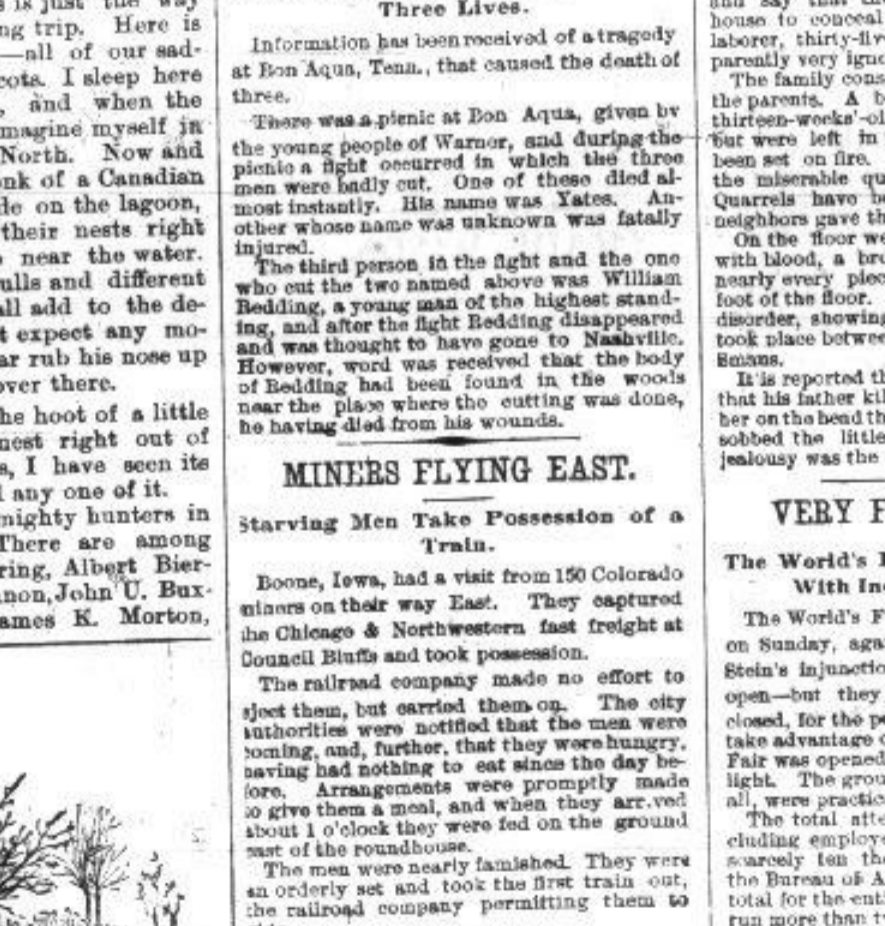 s is just the way
ng trip. Here is
—all of our sad-
cots. I sleep here
, and when the
magine myself in
North. Now and
nk of a Canadian
de on the lagoon,
their nests right
near the water.
ulls and different
all add to the de-
t expect any mo-
ar rub his nose up
over there.
he hoot of a little
nest right out of
s, I have seen its
l any one of it.
mighty hunters in
There are among
ring, Albert Bier-
non, John U. Bux-
ames K. Morton,
Three Lives.
Information has been received of a tragedy
at Bon Aqua, Tenn., that caused the death of
three.
There was a picnic at Bon Aqua, given by
the young people of Warner, and during the
picnic a fight occurred in which the three
men were badly cut. One of these died al-
most instantly. His name was Yates. An-
other whose name was unknown was fatally
injured.
The third person in the fight and the one
who cut the two named above was William
Redding, a young man of the highest stand-
ing, and after the fight Redding disappeared
and was thought to have gone to Nashville.
However, word was received that the body
of Redding had been found in the woods
near the place where the cutting was done,
he having died from his wounds.
MINERS FLYING EAST.
Starving Men Take Possession of a
Train.
Boone, Iowa, had a visit from 150 Colorado
miners on their way East. They captured
the Chicago & Northwestern fast freight at
Council Bluffs and took possession.
The railroad company made no effort to
eject them, but carried them on. The city
authorities were notified that the men were
coming, and, further, that they were hungry,
having had nothing to eat since the day be-
fore. Arrangements were promptly made
to give them a meal, and when they arrived
about 1 o'clock they were fed on the ground
east of the roundhouse.
The men were nearly famished. They were
an orderly set and took the first train out,
the railroad company permitting them to
house to conceal
laborer, thirty-fiv
parently very igno
The family cons
the parents. A b
thirteen-weeks'-ol
but were left in
been set on fire.
the miserable qu
Quarrels have be
neighbors gave th
On the floor we
with blood, a bro
nearly every piec
foot of the floor.
disorder, showing
took place betwee
Smans.
It is reported th
that his father kil
her on the head th
sobbed the little
jealousy was the
VERY F
The World's F
With Inc
The World's F
on Sunday, aga
Stein's injunctio
open—but they
closed, for the pe
take advantage o
Fair was opened
light. The grou
all, were practic
The total atte
cluding employe
scarcely ten the
the Bureau of A
total for the enti
run more than tw